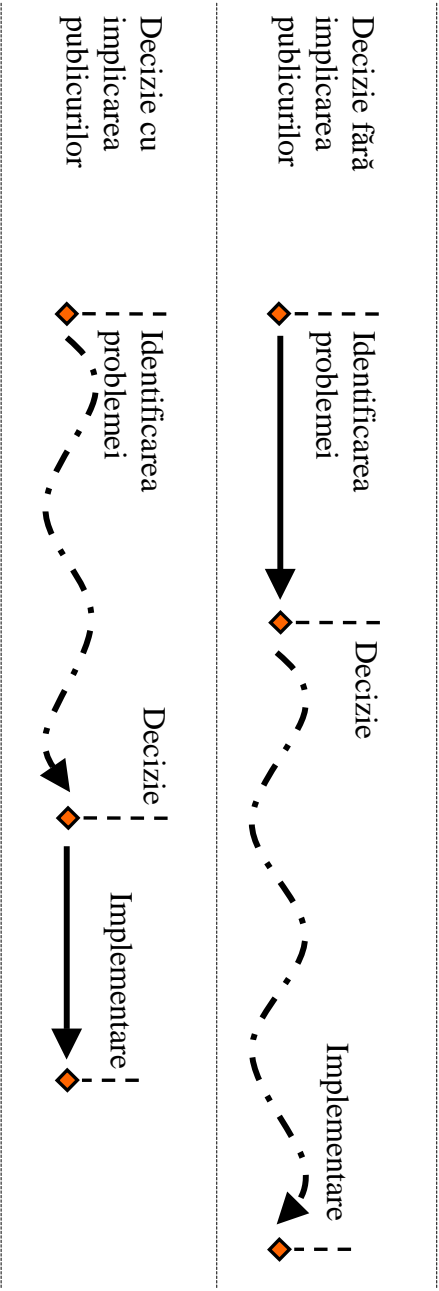 Decizie fără
implicarea
publicurilor
Identificarea
problemei
Decizie
Implementare
Decizie cu
implicarea
publicurilor
Identificarea
problemei
Decizie
Implementare